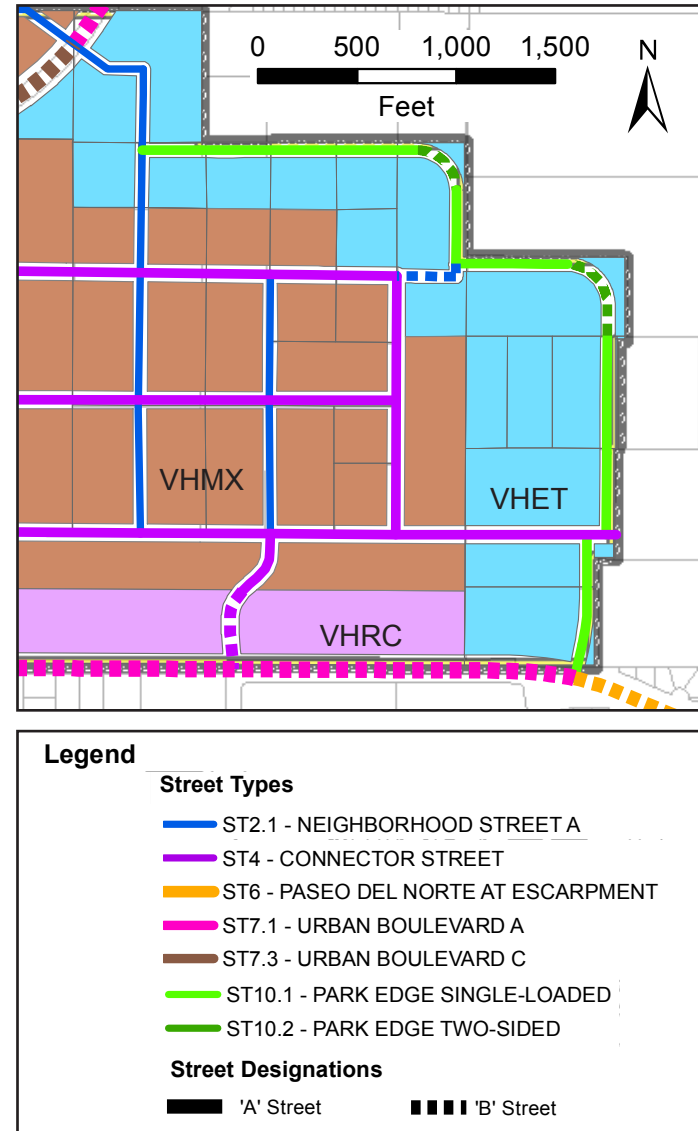 0 500 1,000 1,500
Feet
N
VHMX
VHET
VHRC
Legend
Street Types
ST2.1 - NEIGHBORHOOD STREET A
ST4 - CONNECTOR STREET
ST6 - PASEO DEL NORTE AT ESCARPMENT
ST7.1 - URBAN BOULEVARD A
ST7.3 - URBAN BOULEVARD C
ST10.1 - PARK EDGE SINGLE-LOADED
ST10.2 - PARK EDGE TWO-SIDED
Street Designations
'A' Street 'B' Street